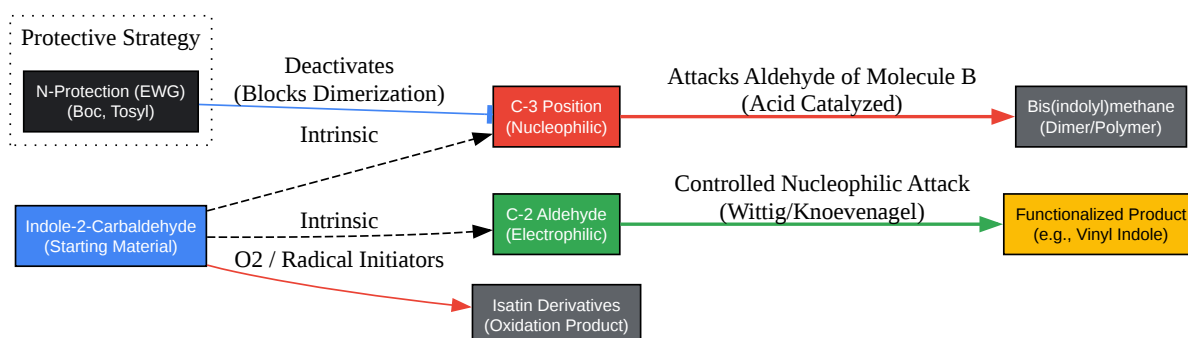 Protective Strategy
N-Protection (EWG)
(Boc, Tosyl)
Deactivates
(Blocks Dimerization)
C-3 Position
(Nucleophilic)
Attacks Aldehyde of Molecule B
(Acid Catalyzed)
Bis(indolyl)methane
(Dimer/Polymer)
Intrinsic
Indole-2-Carbaldehyde
(Starting Material)
Intrinsic
C-2 Aldehyde
(Electrophilic)
Controlled Nucleophilic Attack
(Wittig/Knoevenagel)
Functionalized Product
(e.g., Vinyl Indole)
O2 / Radical Initiators
Isatin Derivatives
(Oxidation Product)